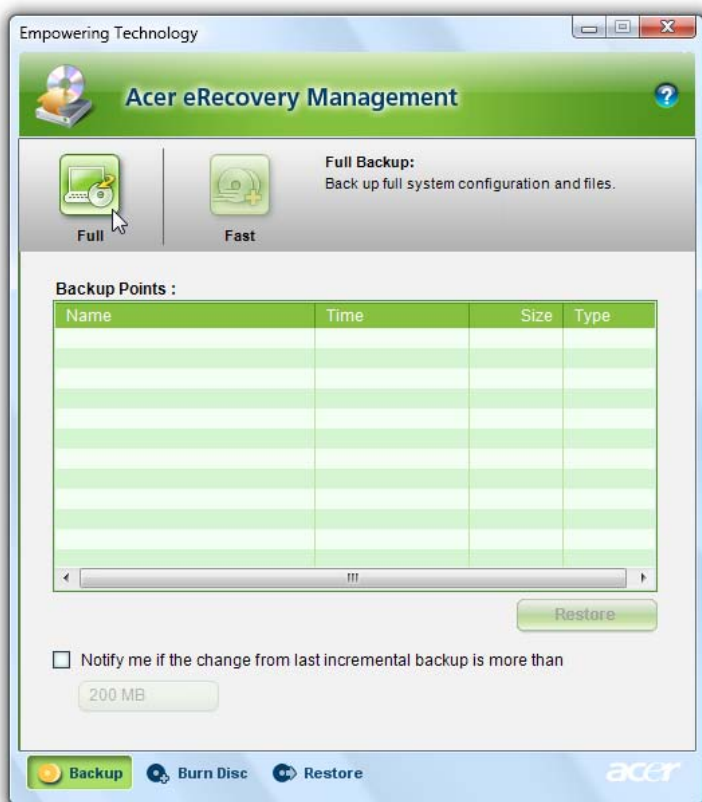 Empowering Technology
Acer eRecovery Management
Full Backup:
Back up full system configuration and files.
Full
Fast
Backup Points :
Name Time Size Type
Restore
Notify me if the change from last incremental backup is more than
200 MB
Backup Burn Disc Restore acer